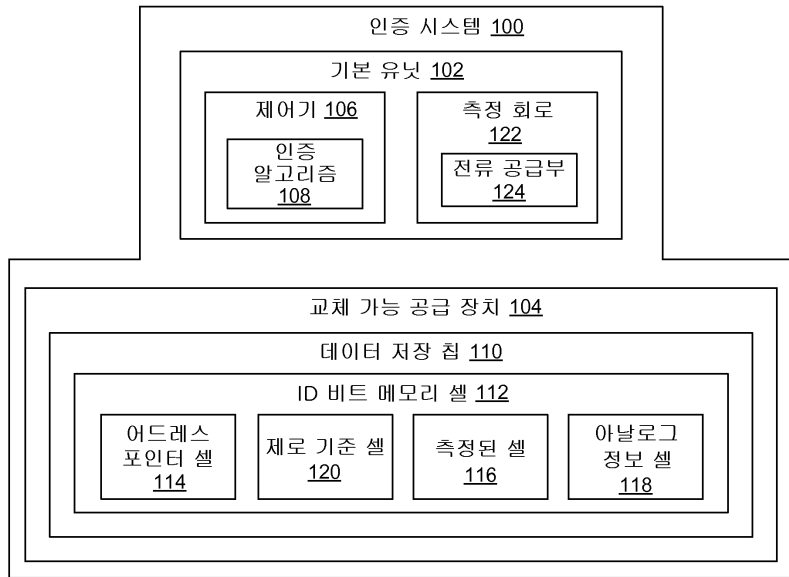 인증 시스템 100
기본 유닛 102
제어기 106
인증
알고리즘
108
측정 회로
122
전류 공급부
124
교체 가능 공급 장치 104
데이터 저장 칩 110
ID 비트 메모리 셀 112
어드레스
포인터 셀
114
제로 기준 셀
120
측정된 셀
116
아날로그
정보 셀
118